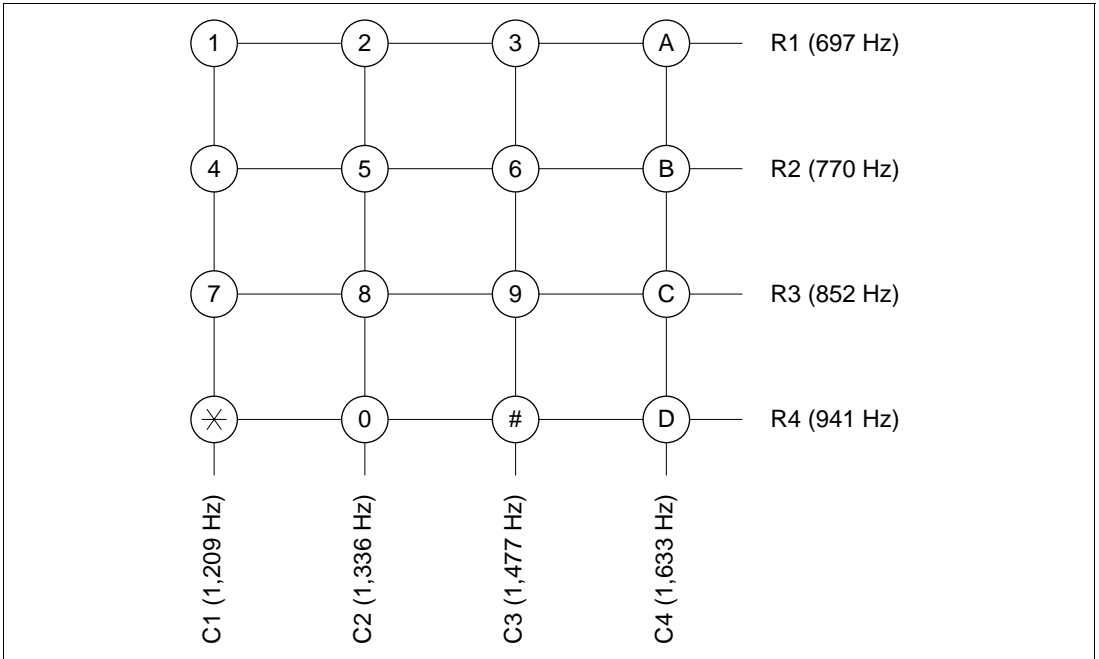 1 2 3 A R1 (697 Hz)
4 5 6 B R2 (770 Hz)
7 8 9 C R3 (852 Hz)
* 0 # D R4 (941 Hz)
C1 (1,209 Hz)
C2 (1,336 Hz)
C3 (1,477 Hz)
C4 (1,633 Hz)